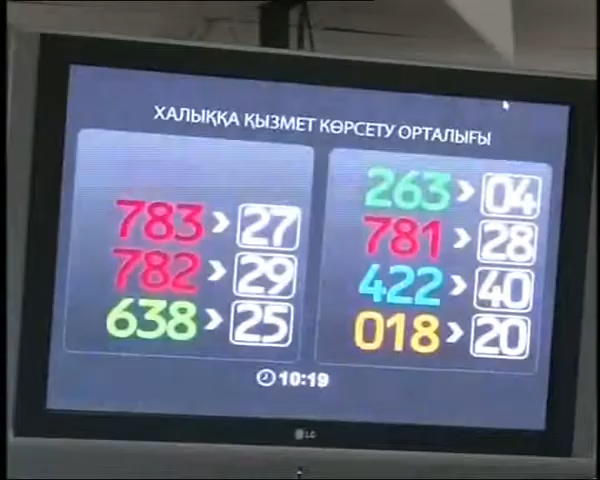 ХАЛЫҚҚА ҚЫЗМЕТ КӨРСЕТУ ОРТАЛЫҒЫ
783 > 27
782 > 29
638 > 25
263 > 04
781 > 28
422 > 40
018 > 20
10:19
LG